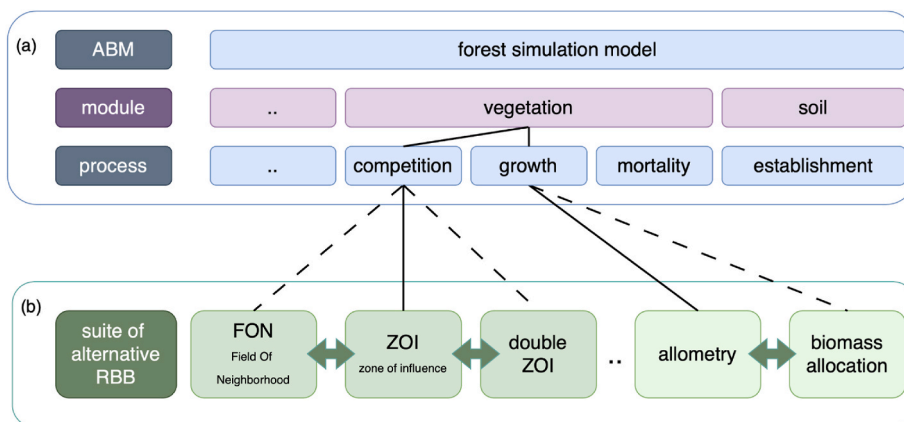 (a)
ABM
forest simulation model
module
..
vegetation
soil
process
..
competition
growth
mortality
establishment
(b)
suite of
alternative
RBB
FON
Field Of
Neighborhood
ZOI
zone of influence
double
ZOI
..
allometry
biomass
allocation